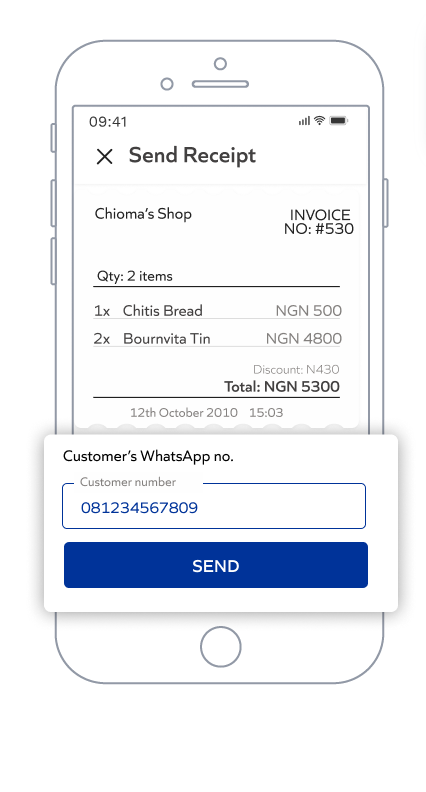 09:41
Send Receipt
Chioma's Shop
INVOICE
NO: #530
Qty: 2 items
1x Chitis Bread NGN 500
2x Bournvita Tin NGN 4800
Discount: N430
Total: NGN 5300
12th October 2010 15:03
Customer's WhatsApp no.
Customer number
081234567809
SEND